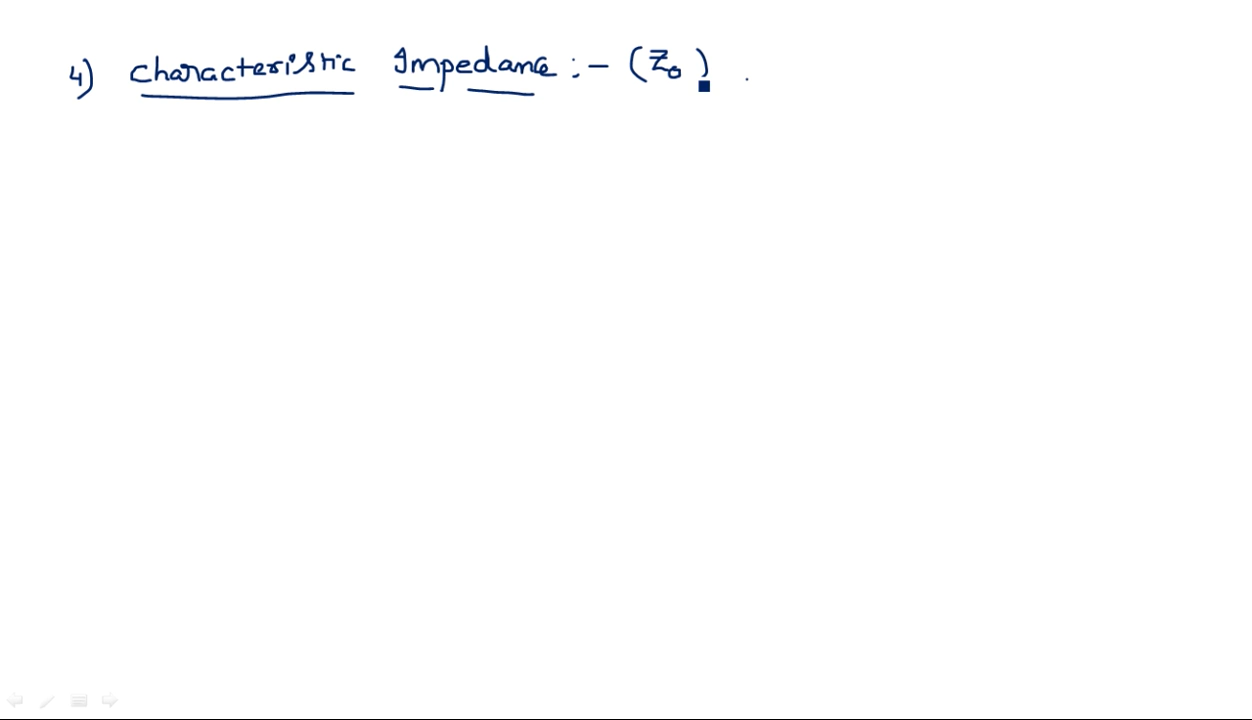 4) Characteristic Impedance :- (Z₀)